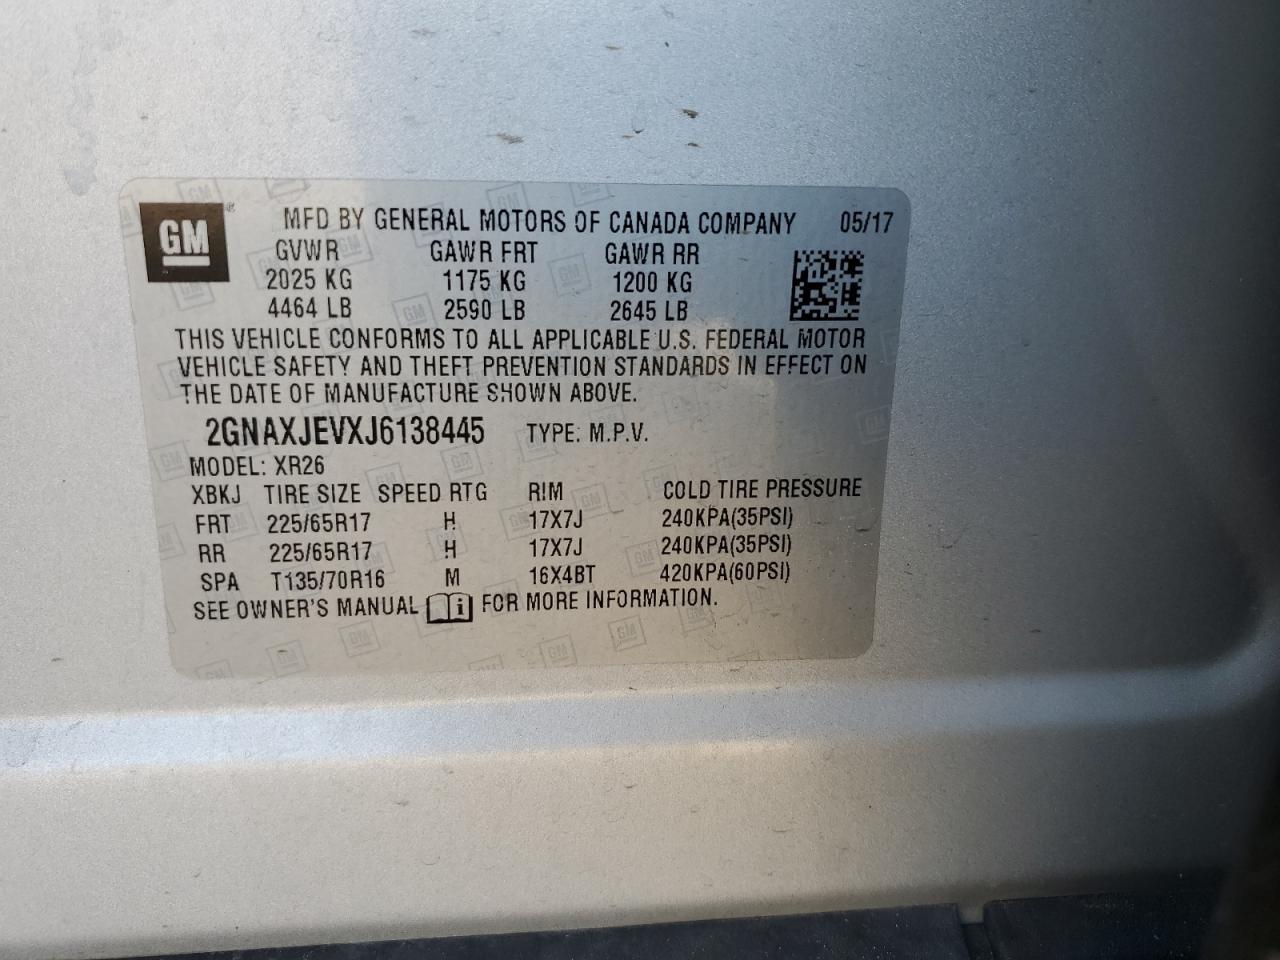 GM ® MFD BY GENERAL MOTORS OF CANADA COMPANY 05/17
GVWR GAWR FRT GAWR RR
2025 KG 1175 KG 1200 KG
4464 LB 2590 LB 2645 LB
THIS VEHICLE CONFORMS TO ALL APPLICABLE U.S. FEDERAL MOTOR
VEHICLE SAFETY AND THEFT PREVENTION STANDARDS IN EFFECT ON
THE DATE OF MANUFACTURE SHOWN ABOVE.
2GNAXJEVXJ6138445 TYPE: M.P.V.
MODEL: XR26
XBKJ TIRE SIZE SPEED RTG RIM COLD TIRE PRESSURE
FRT 225/65R17 H 17X7J 240KPA(35PSI)
RR 225/65R17 H 17X7J 240KPA(35PSI)
SPA T135/70R16 M 16X4BT 420KPA(60PSI)
SEE OWNER'S MANUAL i FOR MORE INFORMATION.